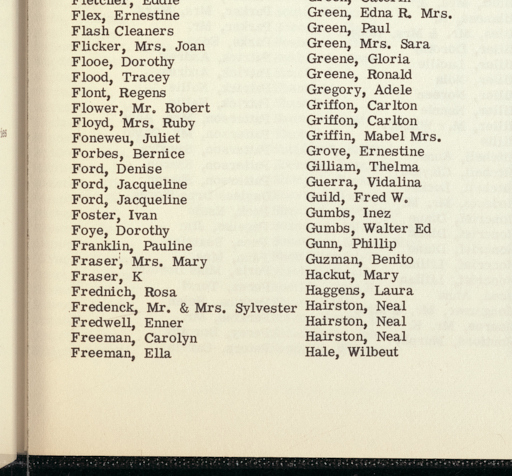 Fletcher, Eddie
Flex, Ernestine
Flash Cleaners
Flicker, Mrs. Joan
Flooe, Dorothy
Flood, Tracey
Flont, Regens
Flower, Mr. Robert
Floyd, Mrs. Ruby
Foneweu, Juliet
Forbes, Bernice
Ford, Denise
Ford, Jacqueline
Ford, Jacqueline
Foster, Ivan
Foye, Dorothy
Franklin, Pauline
Fraser, Mrs. Mary
Fraser, K
Frednich, Rosa
Fredenck, Mr. & Mrs. Sylvester
Fredwell, Enner
Freeman, Carolyn
Freeman, Ella
Green,
Green, Edna R. Mrs.
Green, Paul
Green, Mrs. Sara
Greene, Gloria
Greene, Ronald
Gregory, Adele
Griffon, Carlton
Griffon, Carlton
Griffin, Mabel Mrs.
Grove, Ernestine
Gilliam, Thelma
Guerra, Vidalina
Guild, Fred W.
Gumbs, Inez
Gumbs, Walter Ed
Gunn, Phillip
Guzman, Benito
Hackut, Mary
Haggens, Laura
Hairston, Neal
Hairston, Neal
Hairston, Neal
Hale, Wilbeut